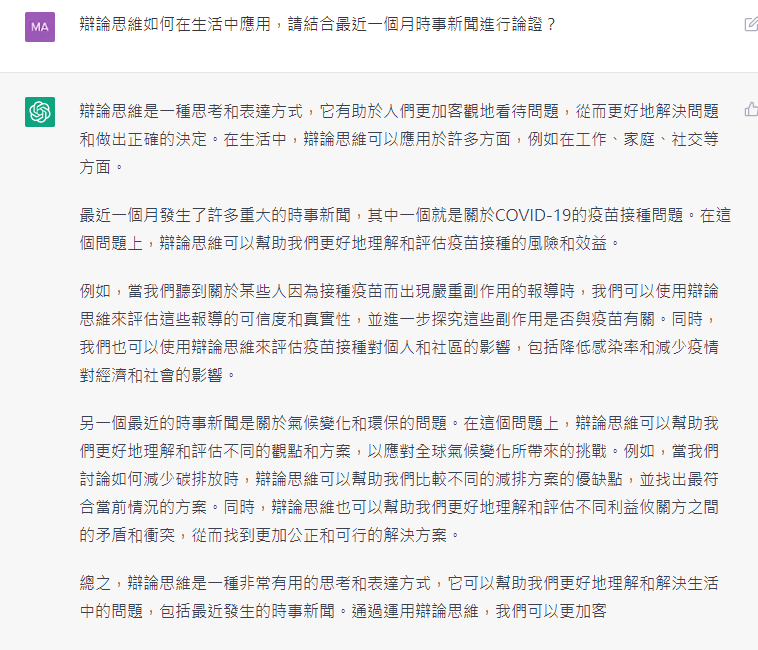 MA
辯論思維如何在生活中應用，請結合最近一個月時事新聞進行論證？
辯論思維是一種思考和表達方式，它有助於人們更加客觀地看待問題，從而更好地解決問題
和做出正確的決定。在生活中，辯論思維可以應用於許多方面，例如在工作、家庭、社交等
方面。
最近一個月發生了許多重大的時事新聞，其中一個就是關於COVID-19的疫苗接種問題。在這
個問題上，辯論思維可以幫助我們更好地理解和評估疫苗接種的風險和效益。
例如，當我們聽到關於某些人因為接種疫苗而出現嚴重副作用的報導時，我們可以使用辯論
思維來評估這些報導的可信度和真實性，並進一步探究這些副作用是否與疫苗有關。同時，
我們也可以使用辯論思維來評估疫苗接種對個人和社區的影響，包括降低感染率和減少疫情
對經濟和社會的影響。
另一個最近的時事新聞是關於氣候變化和環保的問題。在這個問題上，辯論思維可以幫助我
們更好地理解和評估不同的觀點和方案，以應對全球氣候變化所帶來的挑戰。例如，當我們
討論如何減少碳排放時，辯論思維可以幫助我們比較不同的減排方案的優缺點，並找出最符
合當前情況的方案。同時，辯論思維也可以幫助我們更好地理解和評估不同利益攸關方之間
的矛盾和衝突，從而找到更加公正和可行的解決方案。
總之，辯論思維是一種非常有用的思考和表達方式，它可以幫助我們更好地理解和解決生活
中的問題，包括最近發生的時事新聞。通過運用辯論思維，我們可以更加客